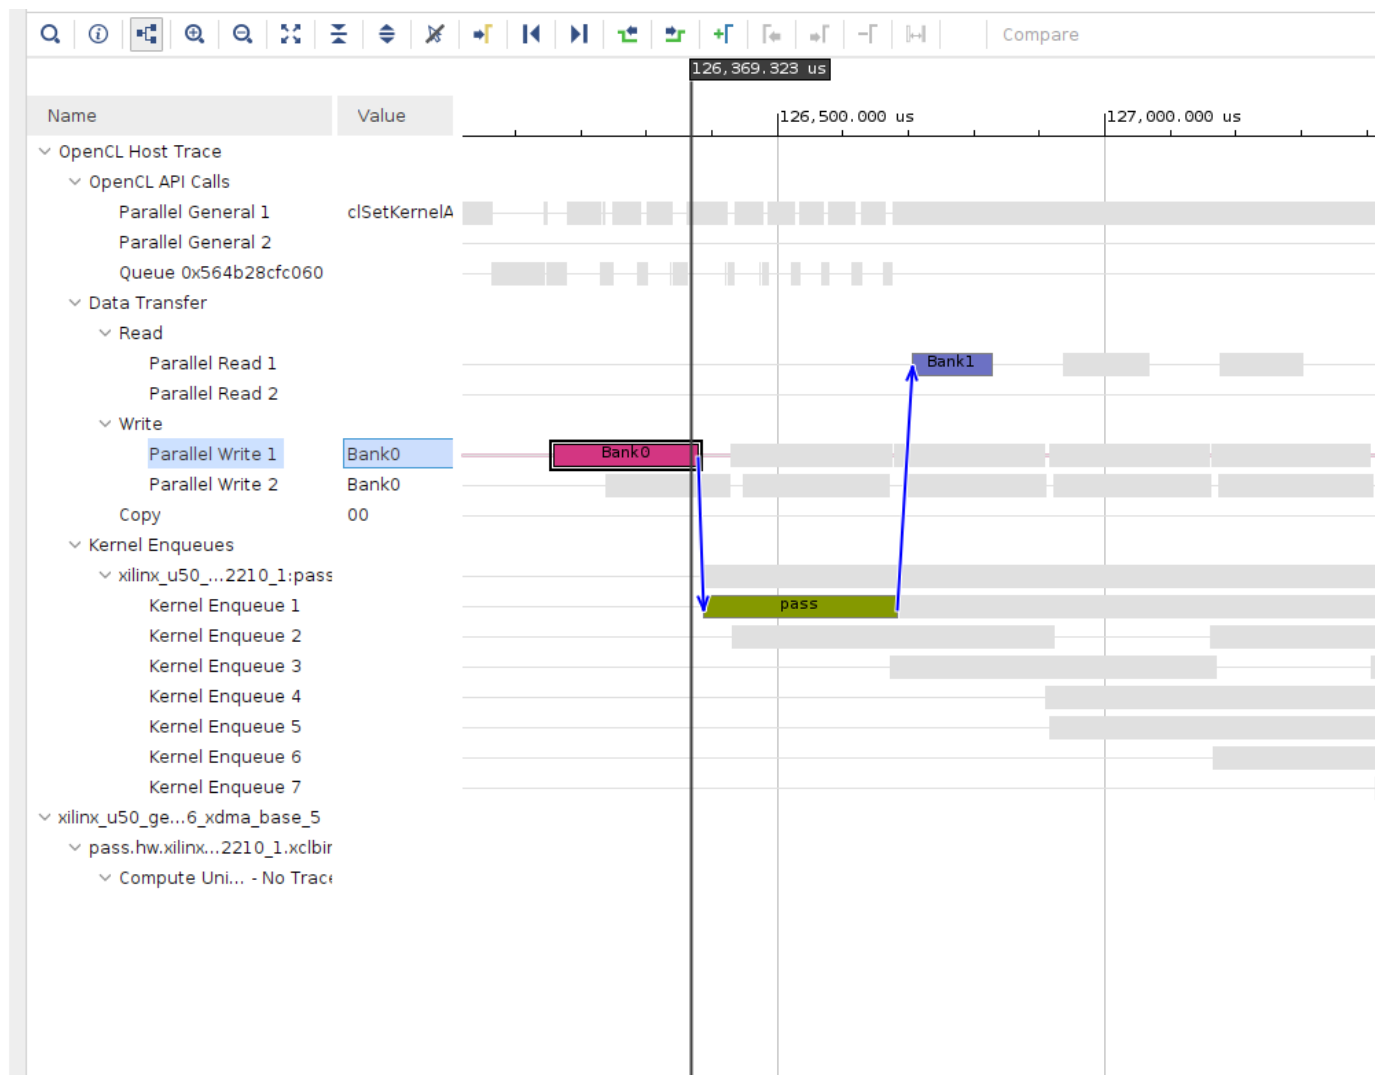 Compare
126,369.323 us
Name Value 126,500.000 us 127,000.000 us
OpenCL Host Trace
OpenCL API Calls
Parallel General 1 clSetKernelA
Parallel General 2
Queue 0x564b28cfc060
Data Transfer
Read
Parallel Read 1 Bank1
Parallel Read 2
Write
Parallel Write 1 Bank0 Bank0
Parallel Write 2 Bank0
Copy 00
Kernel Enqueues
xilinx_u50_...2210_1:pass
Kernel Enqueue 1 pass
Kernel Enqueue 2
Kernel Enqueue 3
Kernel Enqueue 4
Kernel Enqueue 5
Kernel Enqueue 6
Kernel Enqueue 7
xilinx_u50_ge...6_xdma_base_5
pass.hw.xilinx...2210_1.xclbin
Compute Uni... - No Trace